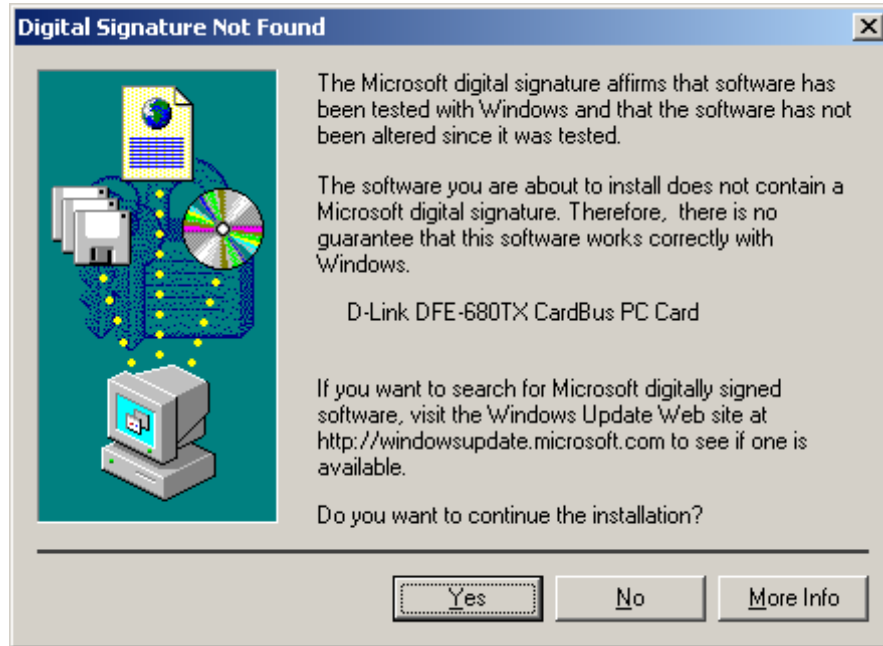 Digital Signature Not Found
The Microsoft digital signature affirms that software has
been tested with Windows and that the software has not
been altered since it was tested.
The software you are about to install does not contain a
Microsoft digital signature. Therefore,  there is no
guarantee that this software works correctly with
Windows.
D-Link DFE-680TX CardBus PC Card
If you want to search for Microsoft digitally signed
software, visit the Windows Update Web site at
http://windowsupdate.microsoft.com to see if one is
available.
Do you want to continue the installation?
Yes No More Info